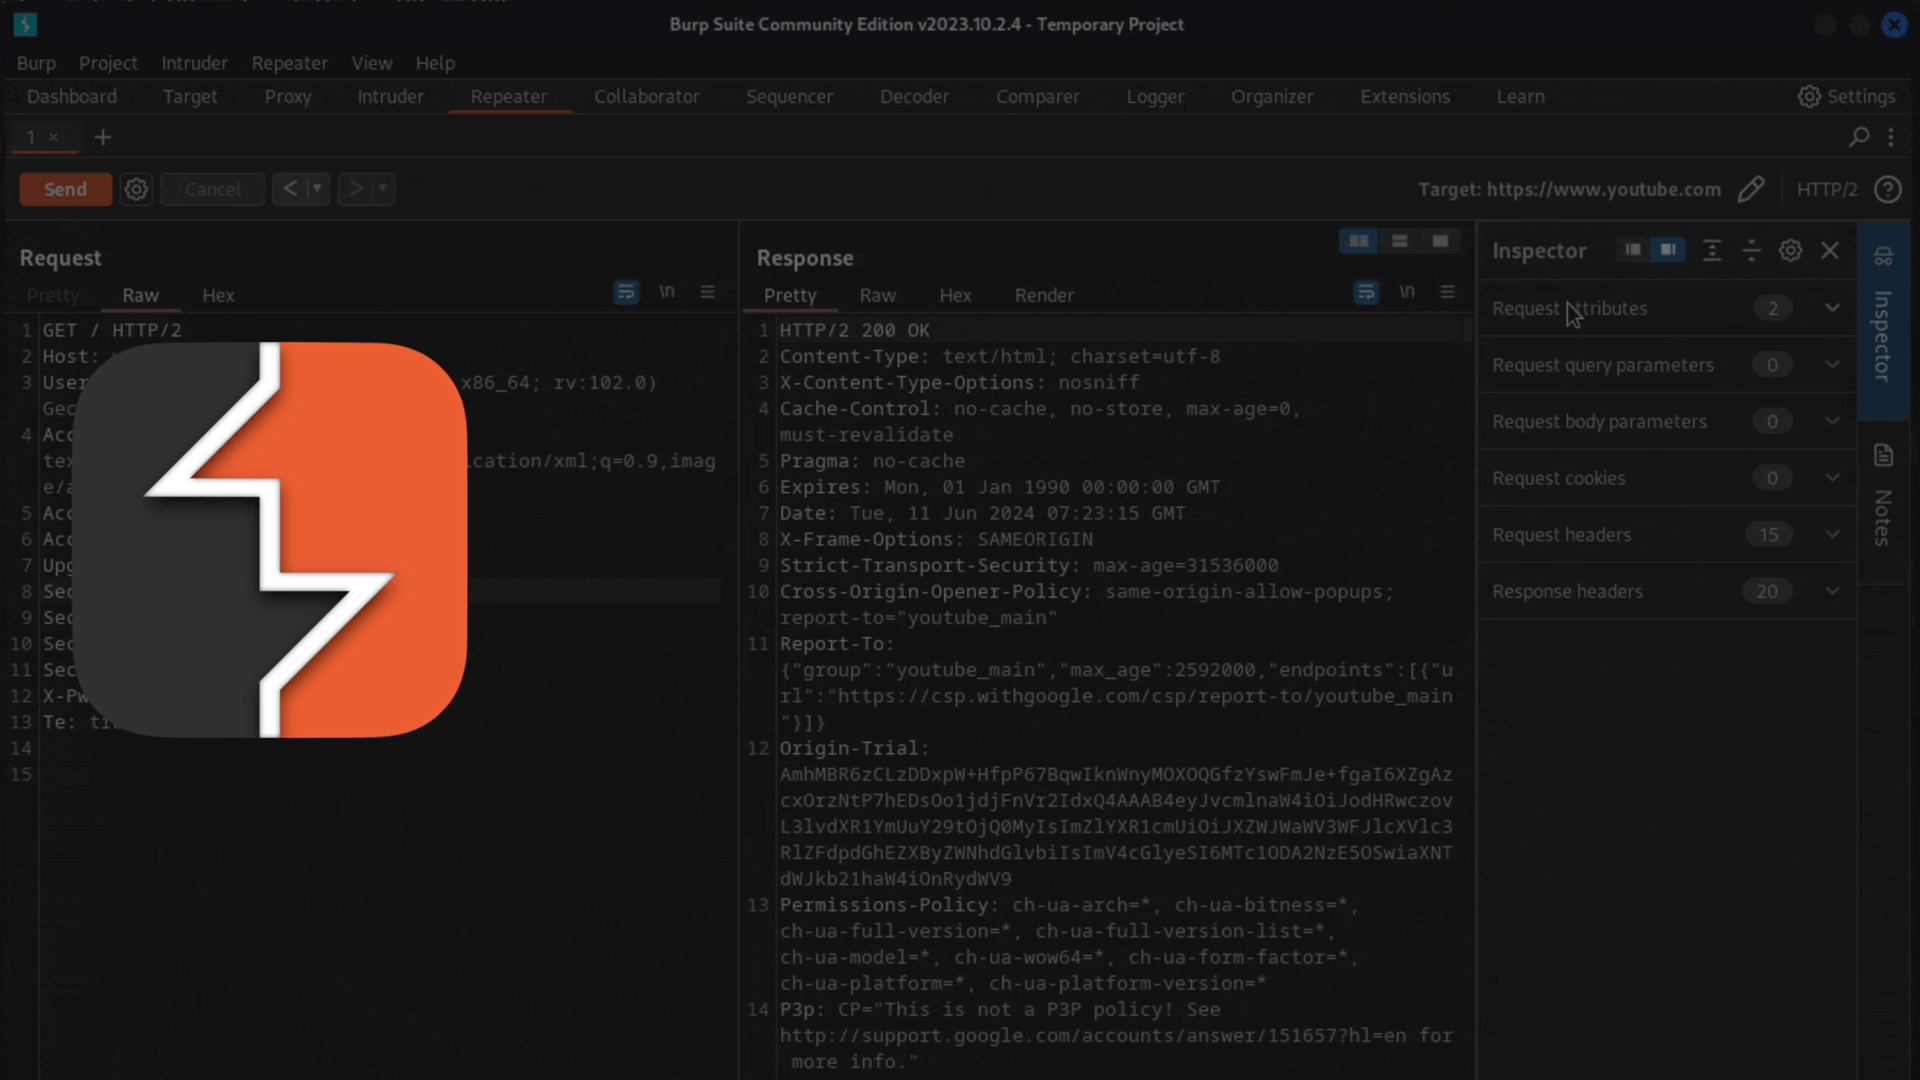 Burp Suite Community Edition v2023.10.2.4 - Temporary Project
Burp Project Intruder Repeater View Help
Dashboard Target Proxy Intruder Repeater Collaborator Sequencer Decoder Comparer Logger Organizer Extensions Learn Settings
1 × +
Send Cancel < > Target: https://www.youtube.com HTTP/2 ?
Request
Pretty Raw Hex \n
1 GET / HTTP/2
2 Host:
3 User x86_64; rv:102.0)
Gec
4 Acc
tex ication/xml;q=0.9,imag
e/a
5 Acc
6 Acc
7 Upg
8 Sec
9 Sec
10 Sec
11 Sec
12 X-Pw
13 Te: t
14
15
Response
Pretty Raw Hex Render \n
1 HTTP/2 200 OK
2 Content-Type: text/html; charset=utf-8
3 X-Content-Type-Options: nosniff
4 Cache-Control: no-cache, no-store, max-age=0,
must-revalidate
5 Pragma: no-cache
6 Expires: Mon, 01 Jan 1990 00:00:00 GMT
7 Date: Tue, 11 Jun 2024 07:23:15 GMT
8 X-Frame-Options: SAMEORIGIN
9 Strict-Transport-Security: max-age=31536000
10 Cross-Origin-Opener-Policy: same-origin-allow-popups;
report-to="youtube_main"
11 Report-To:
{"group":"youtube_main","max_age":2592000,"endpoints":[{"u
rl":"https://csp.withgoogle.com/csp/report-to/youtube_main
"}]}
12 Origin-Trial:
AmhMBR6zCLzDDxpW+HfpP67BqwIknWnyMOXOQGfzYswFmJe+fgaI6XZgAz
cxOrzNtP7hEDsOo1jdjFnVr2IdxQ4AAAB4eyJvcmlnaW4iOiJodHRwczov
L3lvdXR1YmUuY29tOjQ0MyIsImZlYXR1cmUiOiJXZWJWaWV3WFJlcXVlc3
RlZFdpdGhEZXByZWNhdGlvbiIsImV4cGlyeSI6MTc1ODA2NzE5OSwiaXNT
dWJkb21haW4iOnRydWV9
13 Permissions-Policy: ch-ua-arch=*, ch-ua-bitness=*,
ch-ua-full-version=*, ch-ua-full-version-list=*,
ch-ua-model=*, ch-ua-wow64=*, ch-ua-form-factor=*,
ch-ua-platform=*, ch-ua-platform-version=*
14 P3p: CP="This is not a P3P policy! See
http://support.google.com/accounts/answer/151657?hl=en for
more info."
Inspector
Request attributes 2
Request query parameters 0
Request body parameters 0
Request cookies 0
Request headers 15
Response headers 20
Inspector
Notes